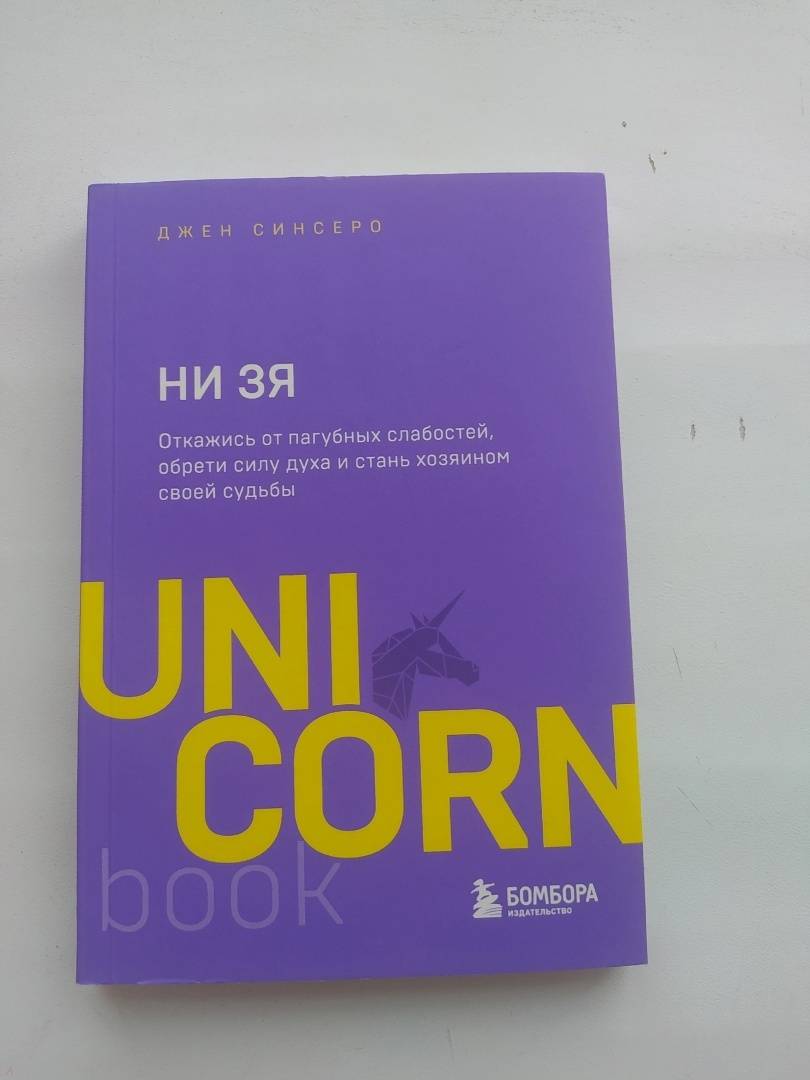 ДЖЕН СИНСЕРО
НИ ЗЯ
Откажись от пагубных слабостей,
обрети силу духа и стань хозяином
своей судьбы
UNI
CORN
book
БОМБОРА
ИЗДАТЕЛЬСТВО